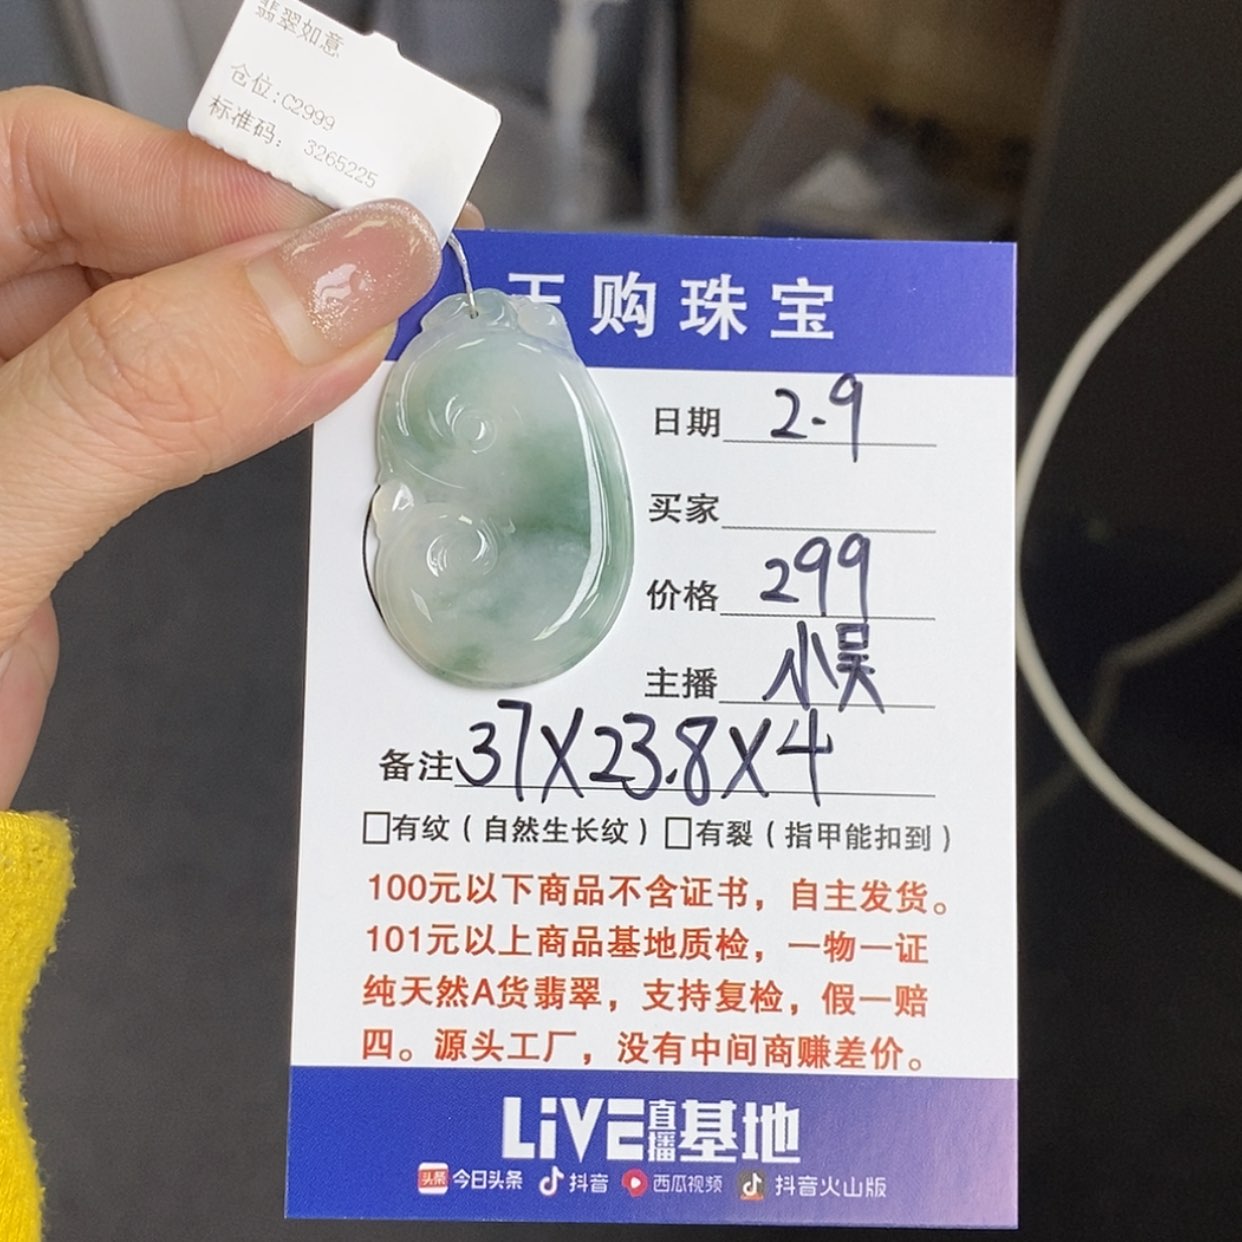 翡翠如意
仓位:C2999
标准码: 3265225
购珠宝
日期 2.9
买家
价格 299
主播 小吴
备注 37X23.8X4
□有纹（自然生长纹）□有裂（指甲能扣到）
100元以下商品不含证书，自主发货。
101元以上商品基地质检，一物一证
纯天然A货翡翠，支持复检，假一赔
四。源头工厂，没有中间商赚差价。
LiVE直播基地
头条 今日头条 抖音 西瓜视频 抖音火山版